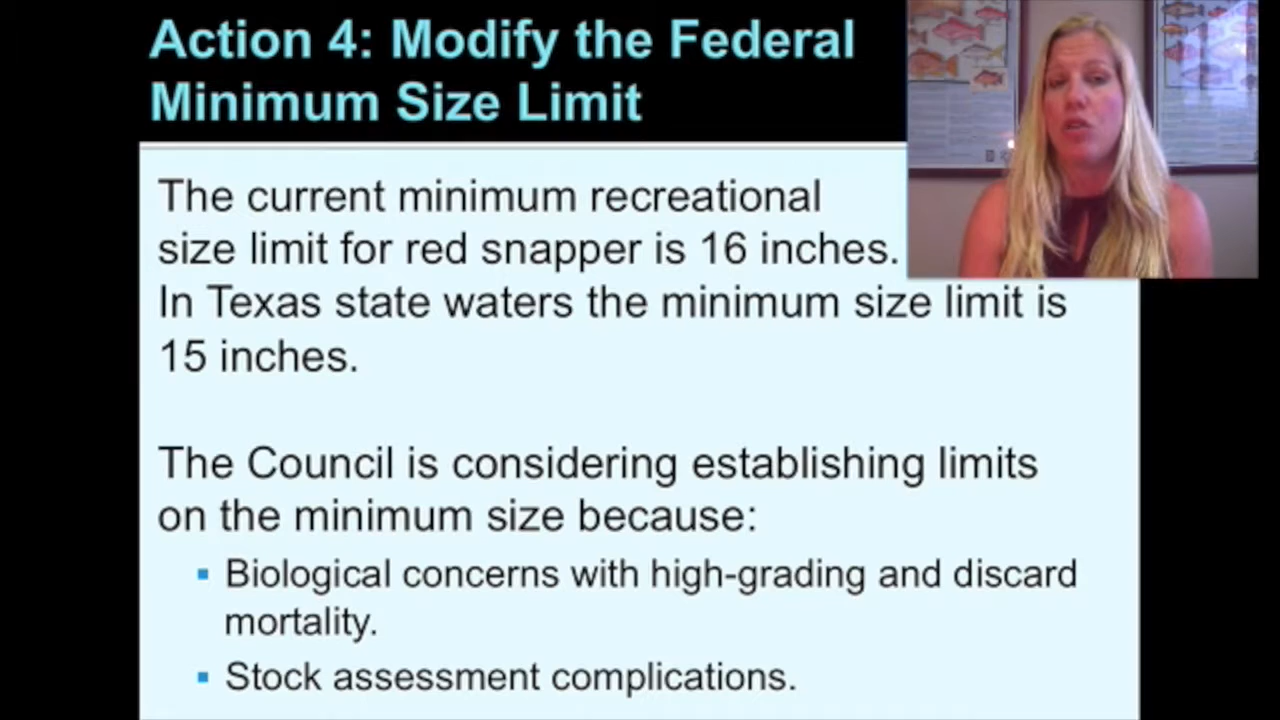 Action 4: Modify the Federal
Minimum Size Limit
The current minimum recreational
size limit for red snapper is 16 inches.
In Texas state waters the minimum size limit is
15 inches.
The Council is considering establishing limits
on the minimum size because:
▪ Biological concerns with high-grading and discard
mortality.
▪ Stock assessment complications.